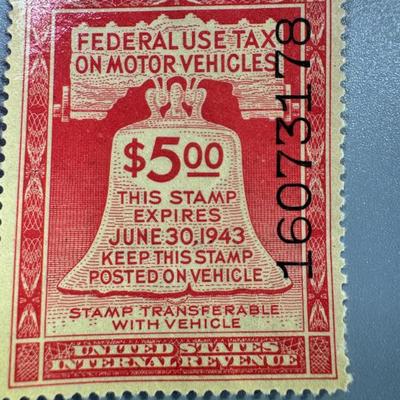 FEDERAL USE TAX
ON MOTOR VEHICLES
$5.00
THIS STAMP
EXPIRES
JUNE 30, 1943
KEEP THIS STAMP
POSTED ON VEHICLE
STAMP TRANSFERABLE
WITH VEHICLE
UNITED STATES
INTERNAL REVENUE
16073178